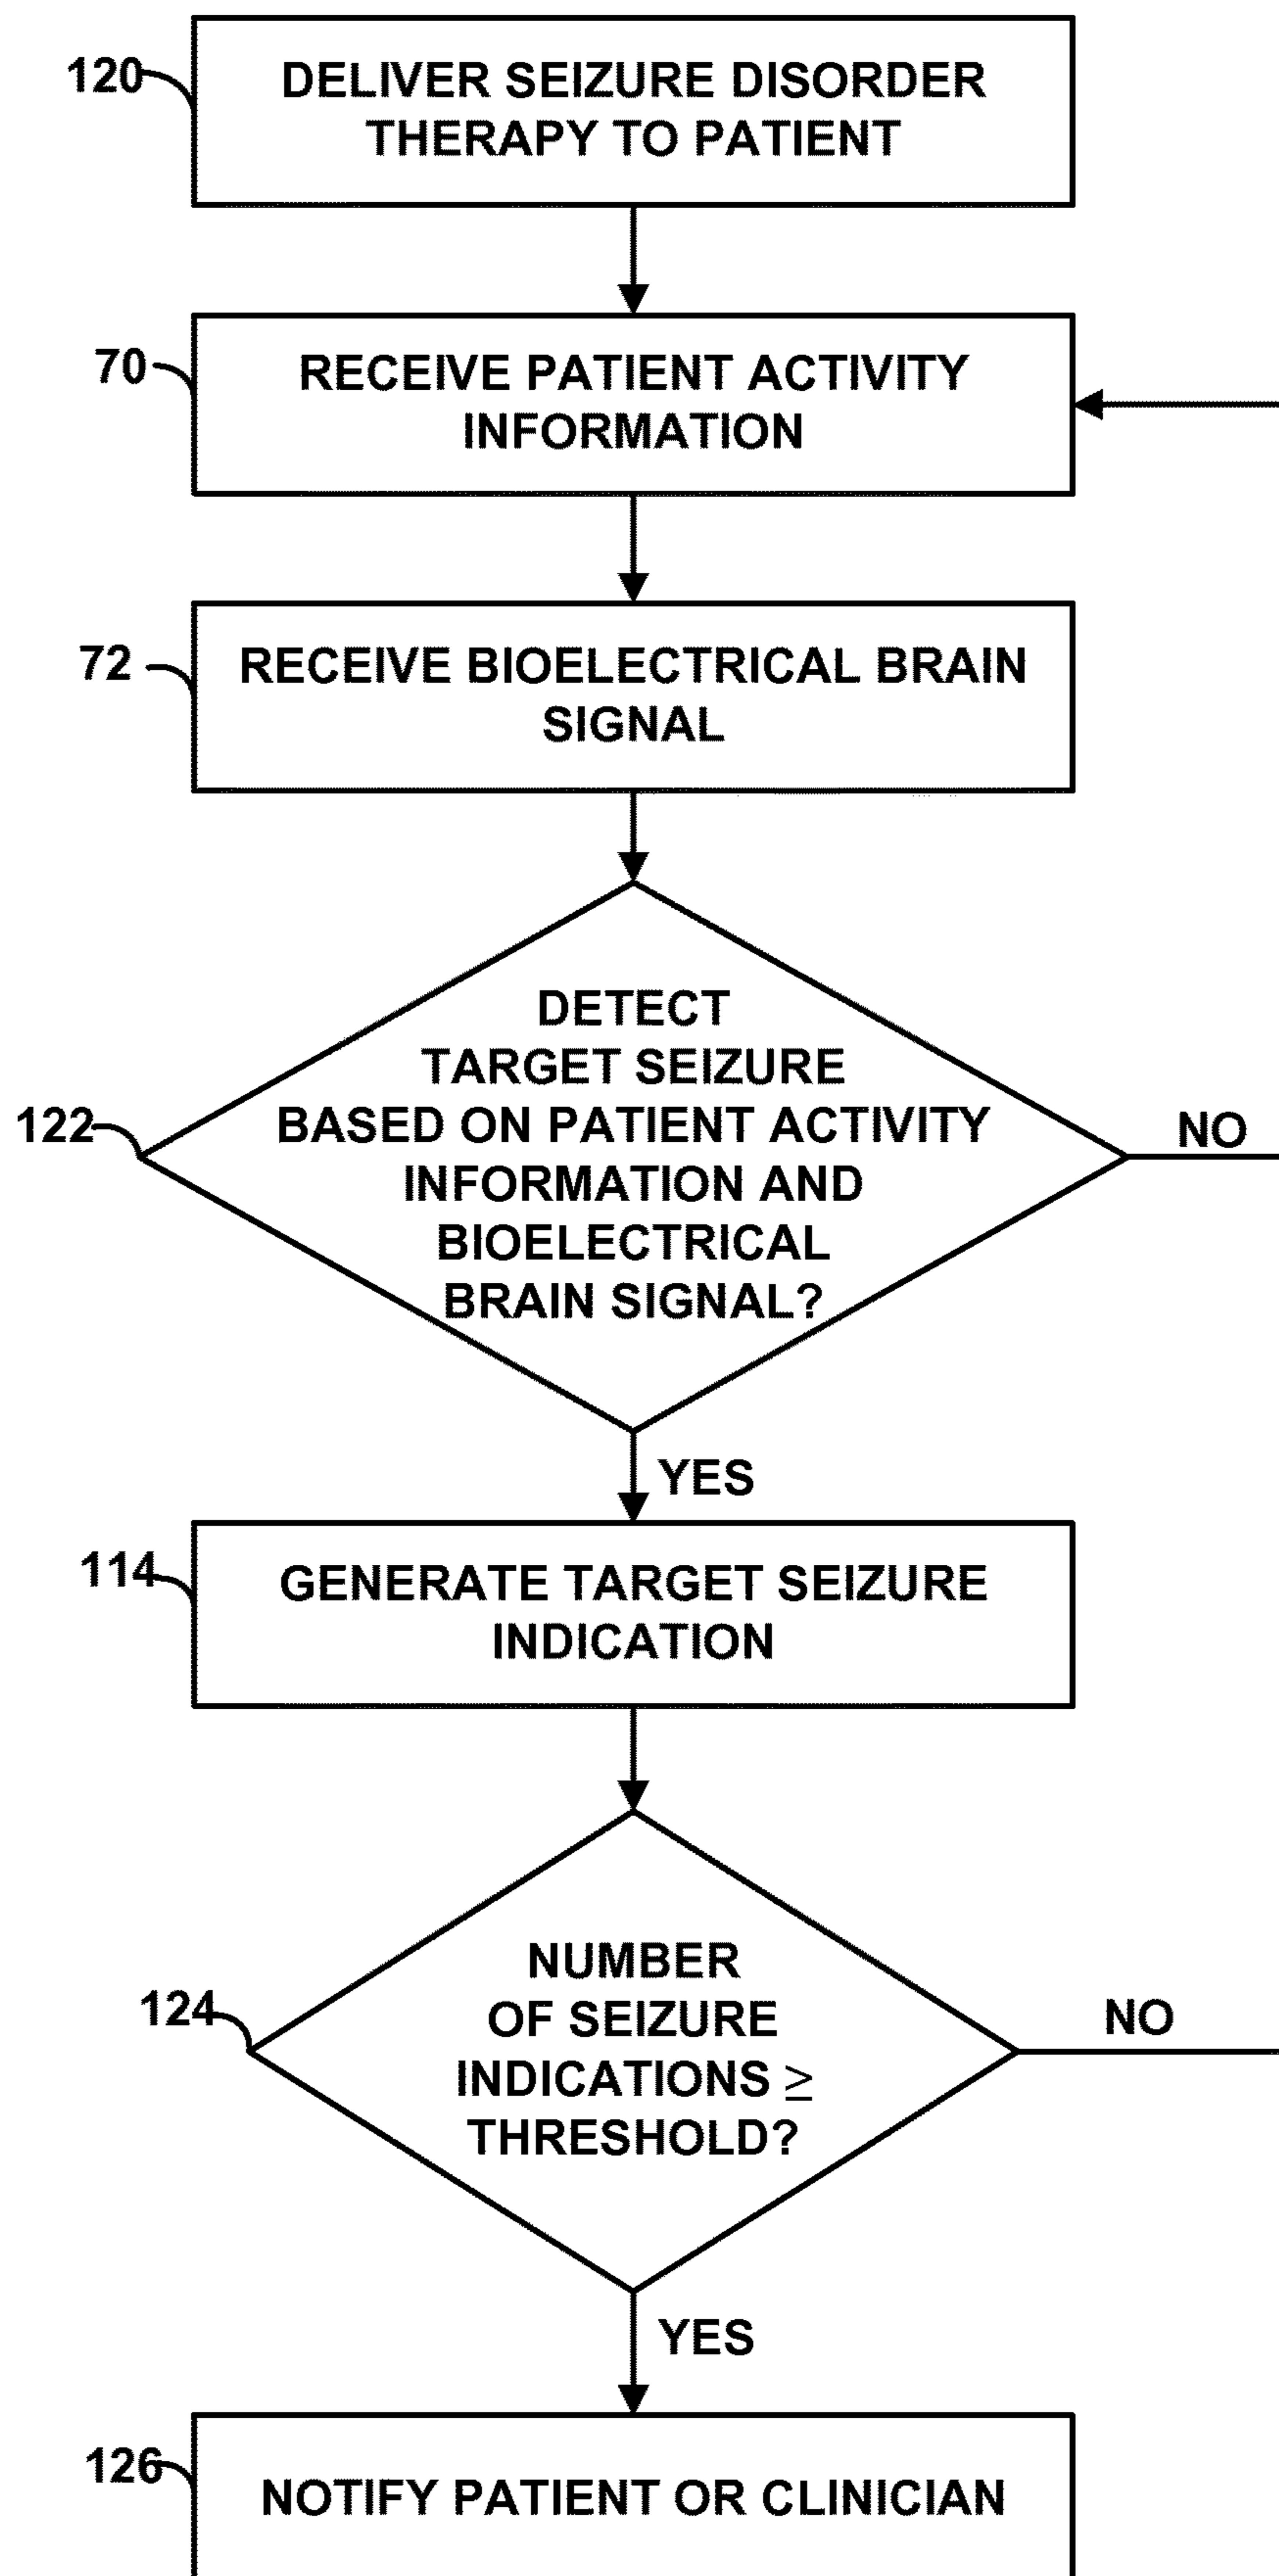 120
DELIVER SEIZURE DISORDER
THERAPY TO PATIENT
70
RECEIVE PATIENT ACTIVITY
INFORMATION
72
RECEIVE BIOELECTRICAL BRAIN
SIGNAL
122
DETECT
TARGET SEIZURE
BASED ON PATIENT ACTIVITY
INFORMATION AND
BIOELECTRICAL
BRAIN SIGNAL?
NO
YES
114
GENERATE TARGET SEIZURE
INDICATION
124
NUMBER
OF SEIZURE
INDICATIONS ≥
THRESHOLD?
NO
YES
126
NOTIFY PATIENT OR CLINICIAN